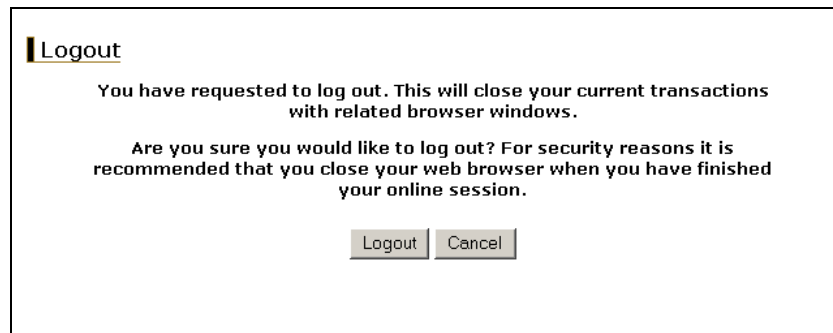 Logout
You have requested to log out. This will close your current transactions
with related browser windows.
Are you sure you would like to log out? For security reasons it is
recommended that you close your web browser when you have finished
your online session.
Logout Cancel